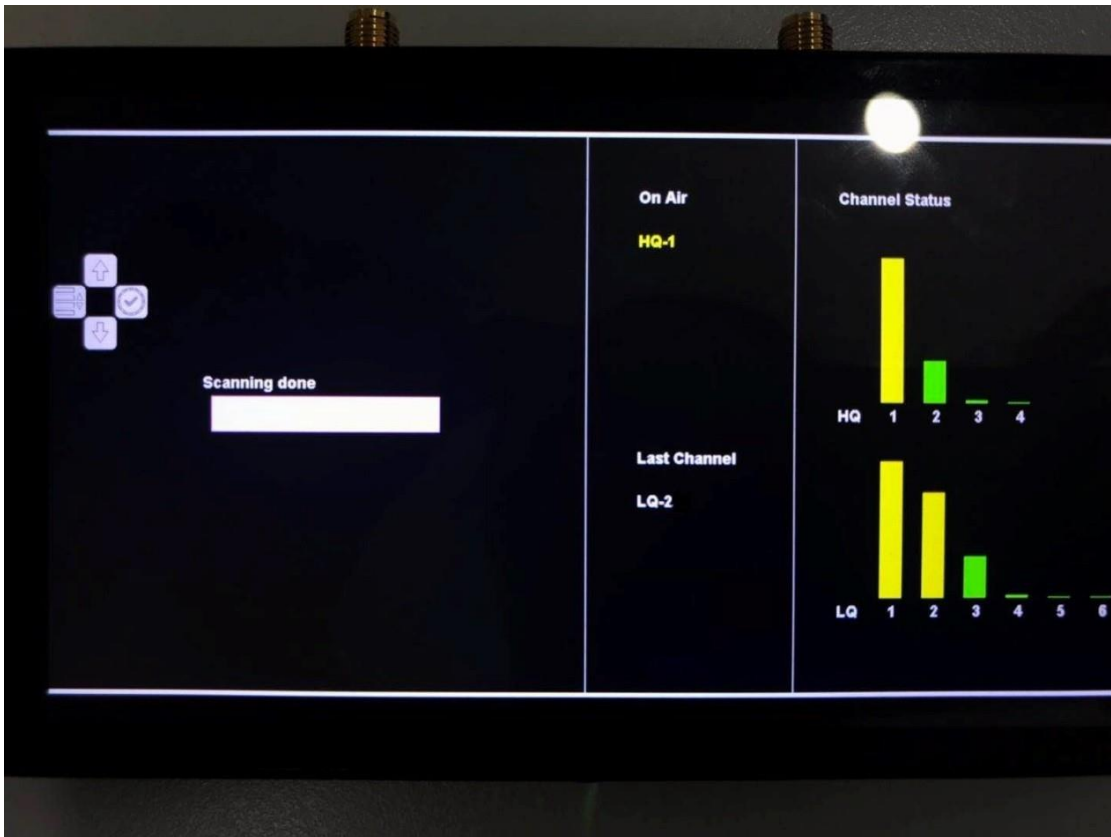 Scanning done
On Air
HQ-1
Last Channel
LQ-2
Channel Status
HQ 1 2 3 4
LQ 1 2 3 4 5 6